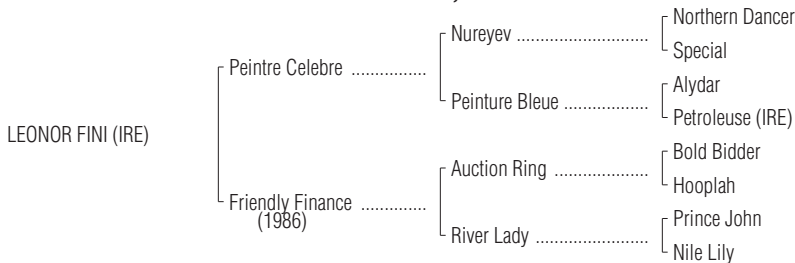 Northern Dancer
Nureyev ............................
Special
Peintre Celebre ................
Alydar
Peinture Bleue ..................
Petroleuse (IRE)
LEONOR FINI (IRE)
Bold Bidder
Auction Ring ....................
Hooplah
Friendly Finance ..............
(1986)
Prince John
River Lady ........................
Nile Lily